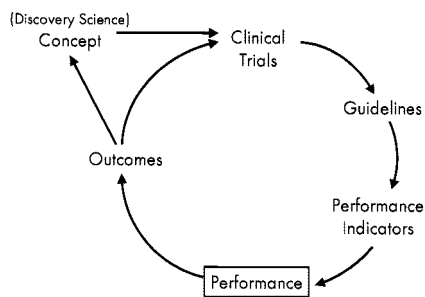 (Discovery Science)
Concept
Clinical
Trials
Guidelines
Outcomes
Performance
Indicators
Performance